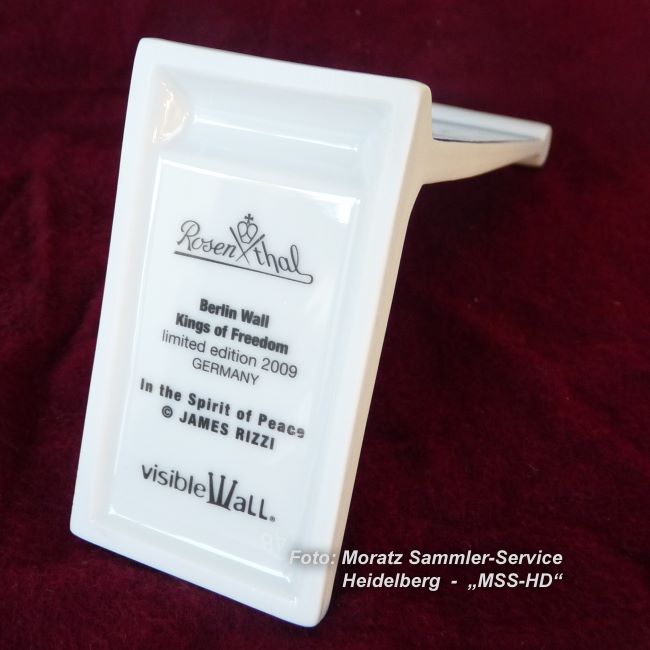 Rosenthal
Berlin Wall
Kings of Freedom
limited edition 2009
GERMANY
In the Spirit of Peace
© JAMES RIZZI
visibleWall®
Foto: Moratz Sammler-Service
Heidelberg - „MSS-HD“